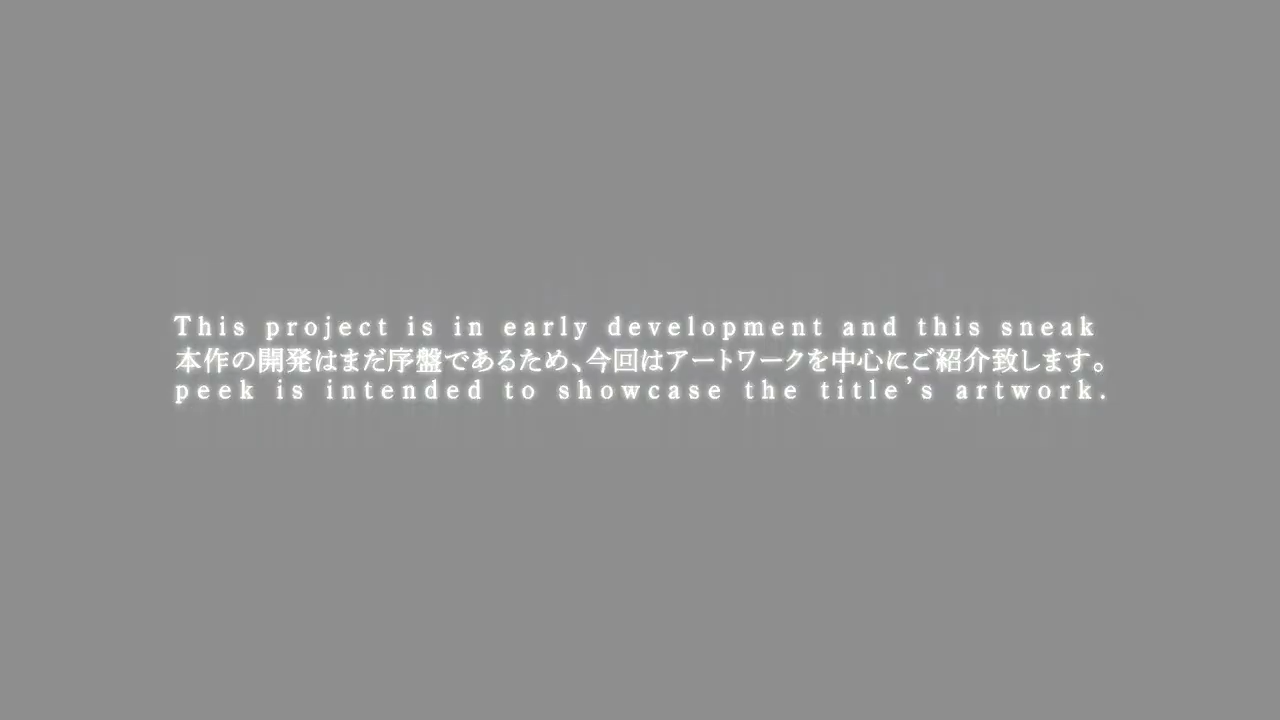 This project is in early development and this sneak
本作の開発はまだ序盤であるため、今回はアートワークを中心にご紹介致します。
peek is intended to showcase the title’s artwork.